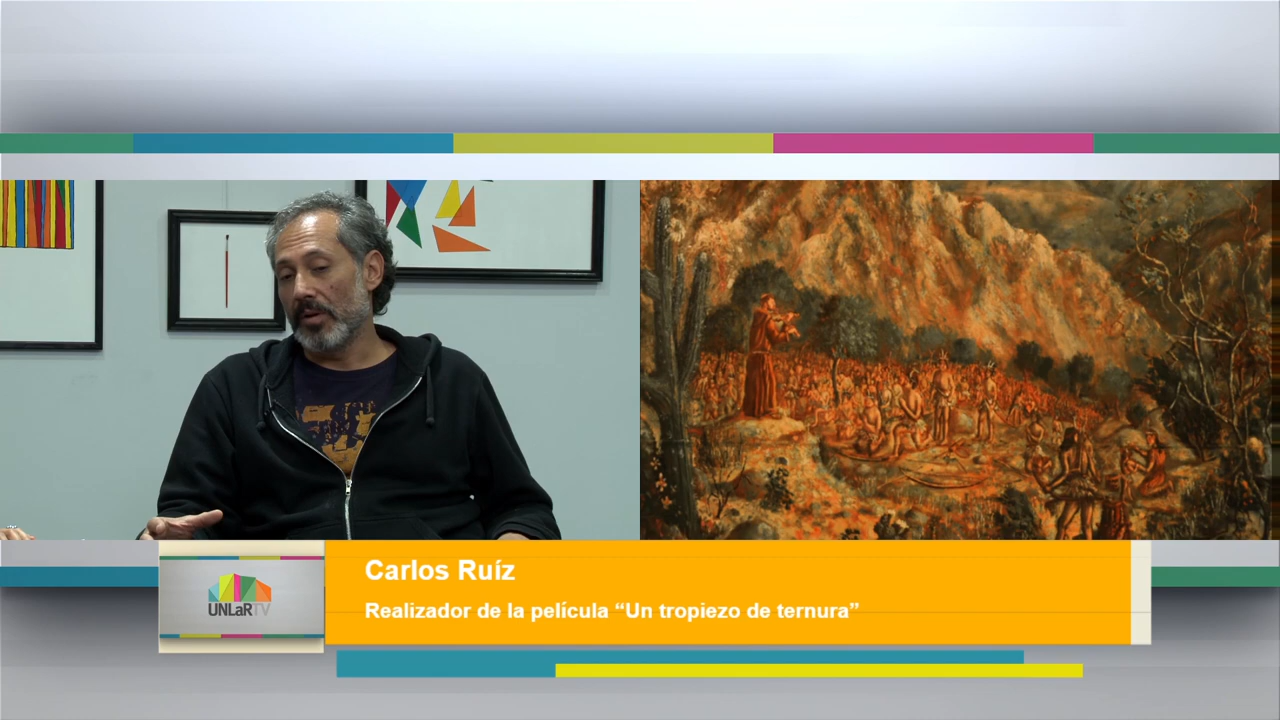 Carlos Ruíz
Realizador de la película “Un tropiezo de ternura”
UNLaRTV